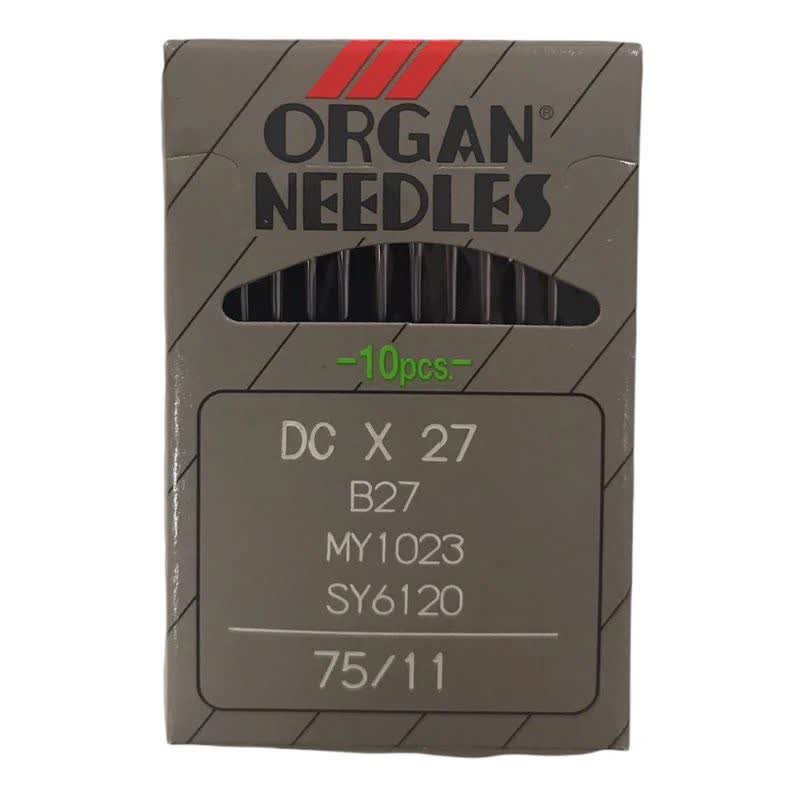 ORGAN®
NEEDLES
-10pcs.-
DC X 27
B27
MY1023
SY6120
75/11